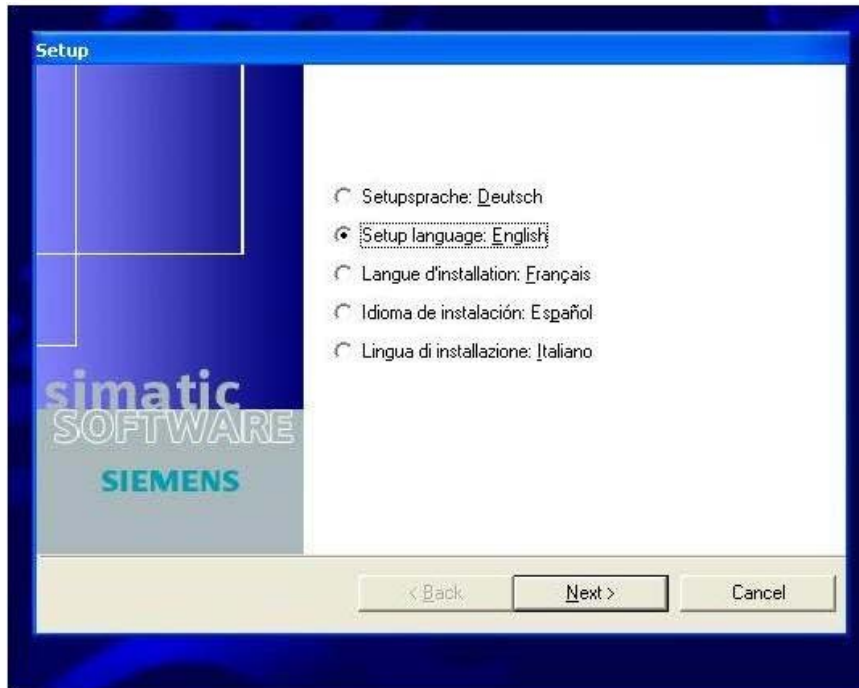 Setup
Setupsprache: Deutsch
Setup language: English
Langue d'installation: Français
Idioma de instalación: Español
Lingua di installazione: Italiano
simatic
SOFTWARE
SIEMENS
< Back
Next >
Cancel